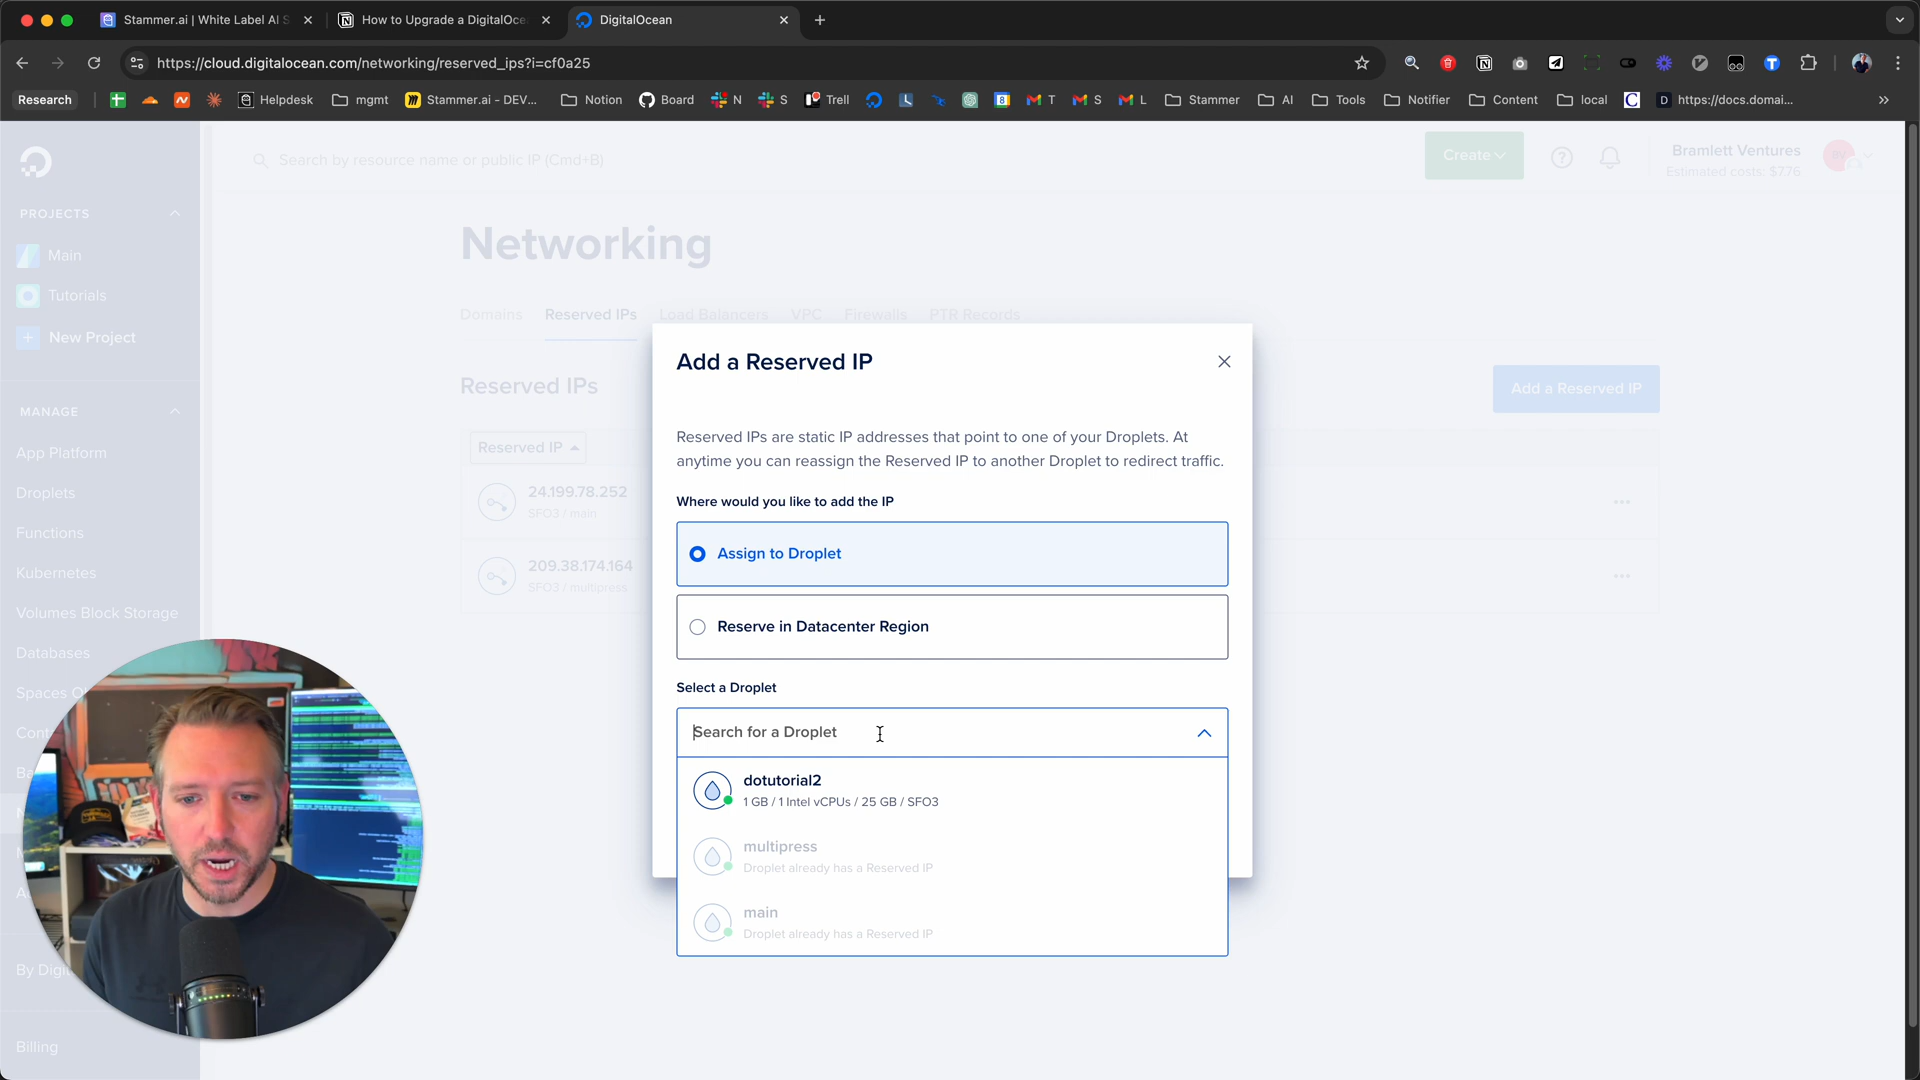 Stammer.ai | White Label AI S
How to Upgrade a DigitalOce
DigitalOcean
https://cloud.digitalocean.com/networking/reserved_ips?i=cf0a25
Research
Helpdesk
mgmt
Stammer.ai - DEV...
Notion
Board
N
S
Trell
T
S
L
Stammer
AI
Tools
Notifier
Content
local
https://docs.domai...
Search by resource name or public IP (Cmd+B)
Create
Bramlett Ventures
Estimated costs: $7.76
PROJECTS
Main
Tutorials
New Project
MANAGE
App Platform
Droplets
Functions
Kubernetes
Volumes Block Storage
Databases
Spaces O
Cont
Ba
N
By Digit
Billing
Networking
Domains
Reserved IPs
Load Balancers
VPC
Firewalls
PTR Records
Reserved IPs
Add a Reserved IP
Reserved IP
24.199.78.252
SFO3 / main
209.38.174.164
SFO3 / multipress
Add a Reserved IP
Reserved IPs are static IP addresses that point to one of your Droplets. At
anytime you can reassign the Reserved IP to another Droplet to redirect traffic.
Where would you like to add the IP
Assign to Droplet
Reserve in Datacenter Region
Select a Droplet
Search for a Droplet
dotutorial2
1 GB / 1 Intel vCPUs / 25 GB / SFO3
multipress
Droplet already has a Reserved IP
main
Droplet already has a Reserved IP